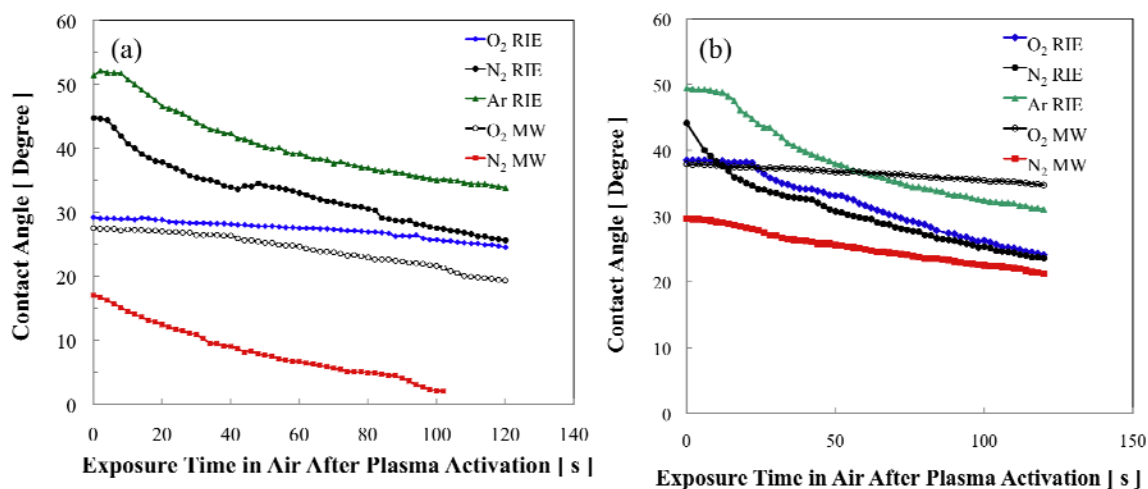 (a)
O2 RIE
N2 RIE
Ar RIE
O2 MW
N2 MW
60
50
40
30
20
10
0
0 20 40 60 80 100 120 140
Contact Angle [ Degree ]
Exposure Time in Air After Plasma Activation [ s ]
(b)
O2 RIE
N2 RIE
Ar RIE
O2 MW
N2 MW
60
50
40
30
20
10
0
0 50 100 150
Contact Angle [ Degree ]
Exposure Time in Air After Plasma Activation [ s ]